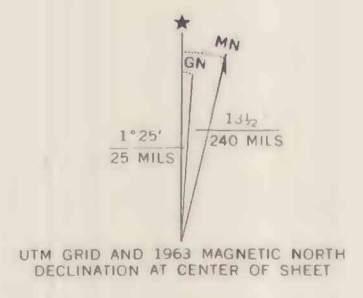 ★
MN
GN
1°25'
25 MILS
13½
240 MILS
UTM GRID AND 1963 MAGNETIC NORTH
DECLINATION AT CENTER OF SHEET